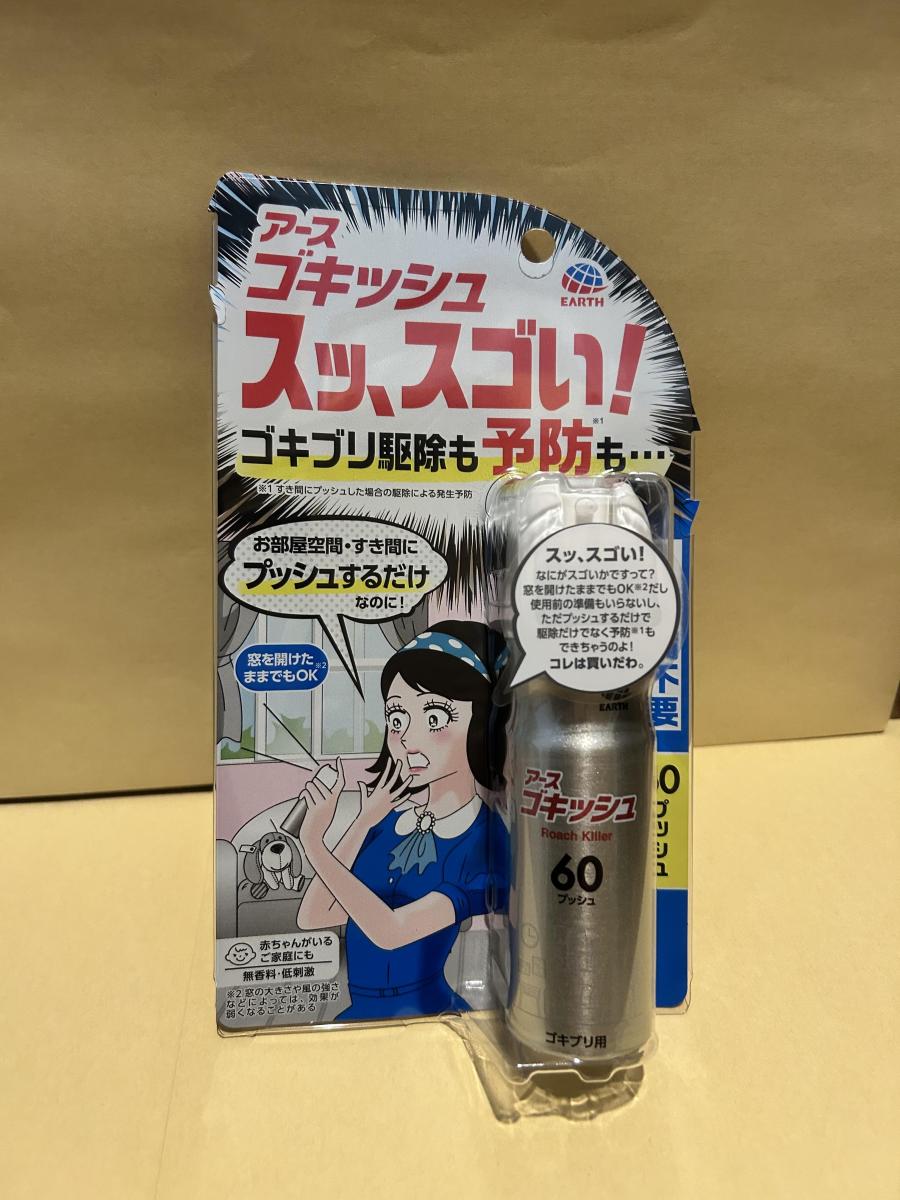 アース
ゴキッシュ
EARTH
スッ、スゴい!
ゴキブリ駆除も予防も…
※1
※1 すき間にプッシュした場合の駆除による発生予防
お部屋空間・すき間に
プッシュするだけ
なのに!
窓を開けた
ままでもOK※2
スッ、スゴい!
なにがスゴいかですって?
窓を開けたままでもOK※2だし
使用前の準備もいらないし、
ただプッシュするだけで
駆除だけでなく予防※1も
できちゃうのよ!
コレは買いだわ。
不要
プッシュ
EARTH
アース
ゴキッシュ
Roach Killer
60
プッシュ
ゴキブリ用
赤ちゃんがいる
ご家庭にも
無香料・低刺激
※2 窓の大きさや風の強さ
などによっては、効果が
弱くなることがある